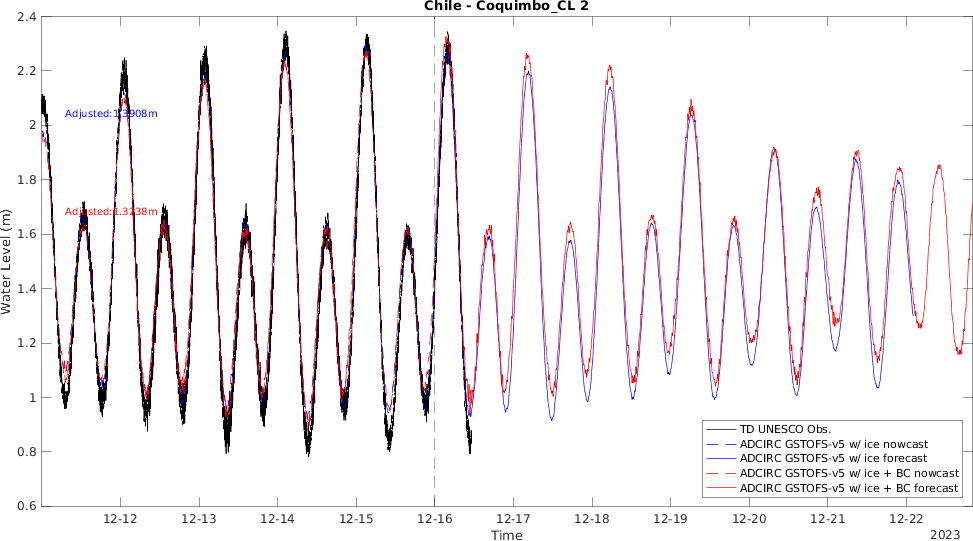 Chile - Coquimbo_CL 2
Water Level (m)
2.4
2.2
2
1.8
1.6
1.4
1.2
1
0.8
0.6
Adjusted:1.3908m
Adjusted:1.3238m
TD UNESCO Obs.
ADCIRC GSTOFS-v5 w/ ice nowcast
ADCIRC GSTOFS-v5 w/ ice forecast
ADCIRC GSTOFS-v5 w/ ice + BC nowcast
ADCIRC GSTOFS-v5 w/ ice + BC forecast
12-12 12-13 12-14 12-15 12-16 12-17 12-18 12-19 12-20 12-21 12-22
Time
2023